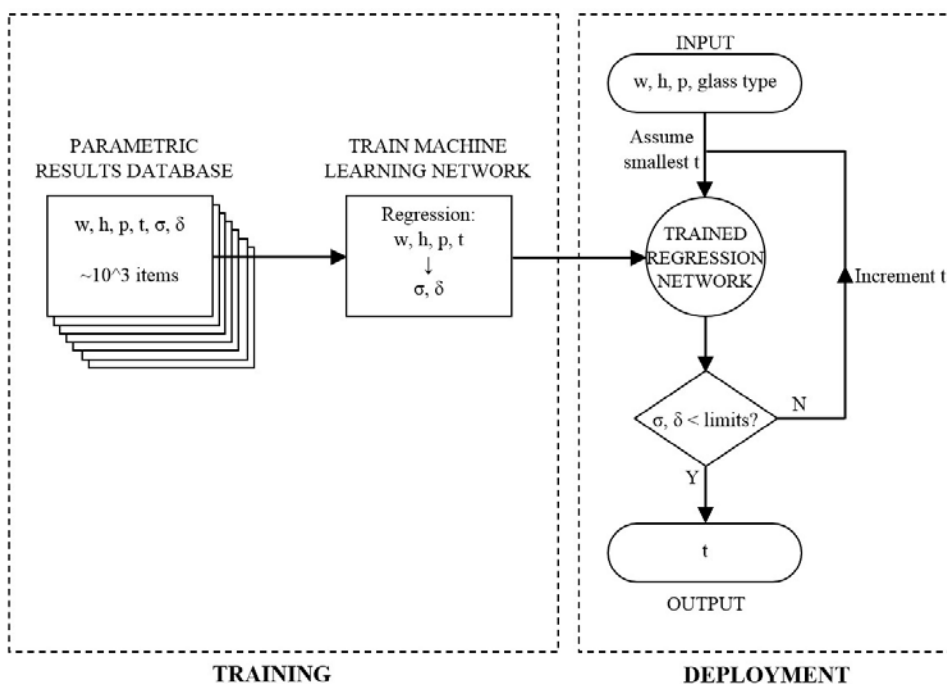 PARAMETRIC
RESULTS DATABASE
w, h, p, t, σ, δ
~10^3 items
TRAIN MACHINE
LEARNING NETWORK
Regression:
w, h, p, t
↓
σ, δ
INPUT
w, h, p, glass type
Assume
smallest t
TRAINED
REGRESSION
NETWORK
Increment t
σ, δ < limits?
N
Y
t
OUTPUT
TRAINING
DEPLOYMENT